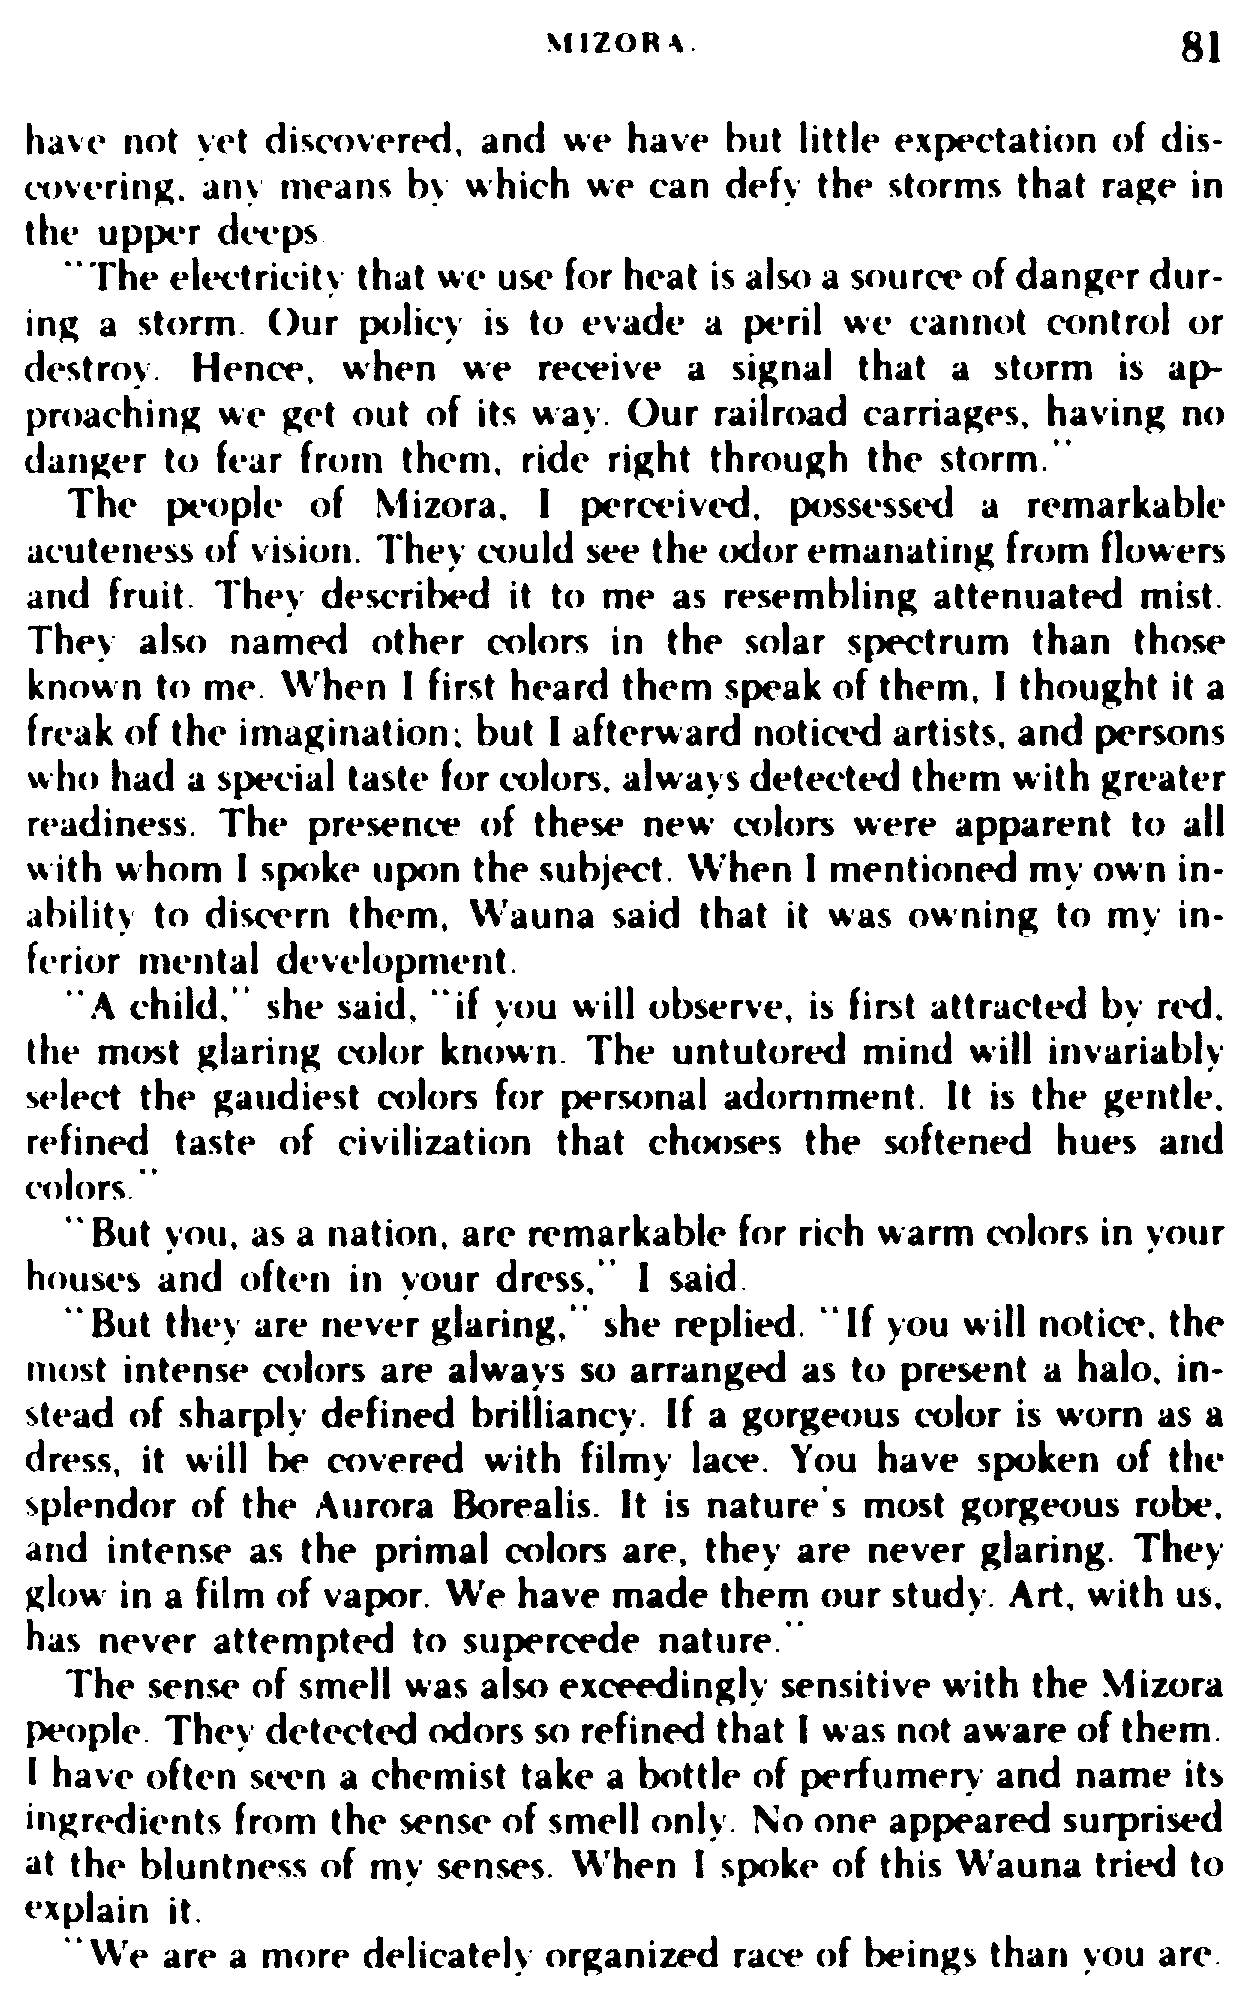 MIZORA.
81
have not yet discovered, and we have but little expectation of dis-
covering, any means by which we can defy the storms that rage in
the upper deeps.
"The electricity that we use for heat is also a source of danger dur-
ing a storm. Our policy is to evade a peril we cannot control or
destroy. Hence, when we receive a signal that a storm is ap-
proaching we get out of its way. Our railroad carriages, having no
danger to fear from them, ride right through the storm."
The people of Mizora, I perceived, possessed a remarkable
acuteness of vision. They could see the odor emanating from flowers
and fruit. They described it to me as resembling attenuated mist.
They also named other colors in the solar spectrum than those
known to me. When I first heard them speak of them, I thought it a
freak of the imagination; but I afterward noticed artists, and persons
who had a special taste for colors, always detected them with greater
readiness. The presence of these new colors were apparent to all
with whom I spoke upon the subject. When I mentioned my own in-
ability to discern them, Wauna said that it was owning to my in-
ferior mental development.
"A child," she said, "if you will observe, is first attracted by red,
the most glaring color known. The untutored mind will invariably
select the gaudiest colors for personal adornment. It is the gentle,
refined taste of civilization that chooses the softened hues and
colors."
"But you, as a nation, are remarkable for rich warm colors in your
houses and often in your dress," I said.
"But they are never glaring," she replied. "If you will notice, the
most intense colors are always so arranged as to present a halo, in-
stead of sharply defined brilliancy. If a gorgeous color is worn as a
dress, it will be covered with filmy lace. You have spoken of the
splendor of the Aurora Borealis. It is nature's most gorgeous robe,
and intense as the primal colors are, they are never glaring. They
glow in a film of vapor. We have made them our study. Art, with us,
has never attempted to supercede nature."
The sense of smell was also exceedingly sensitive with the Mizora
people. They detected odors so refined that I was not aware of them.
I have often seen a chemist take a bottle of perfumery and name its
ingredients from the sense of smell only. No one appeared surprised
at the bluntness of my senses. When I spoke of this Wauna tried to
explain it.
"We are a more delicately organized race of beings than you are.